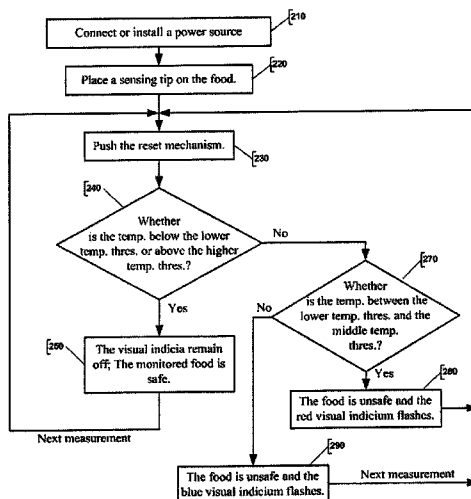 210
Connect or install a power source
220
Place a sensing tip on the food.
Push the reset mechanism.
230
240
Whether
is the temp. below the lower
temp. thres. or above the higher
temp. thres.?
No
270
Whether
is the temp. between the
lower temp. thres. and the
middle temp.
thres.?
No
Yes
250
The visual indicia remain
off; The monitored food is
safe.
Yes
280
The food is unsafe and the
red visual indicium flashes.
Next measurement
290
The food is unsafe and the
blue visual indicium flashes.
Next measurement